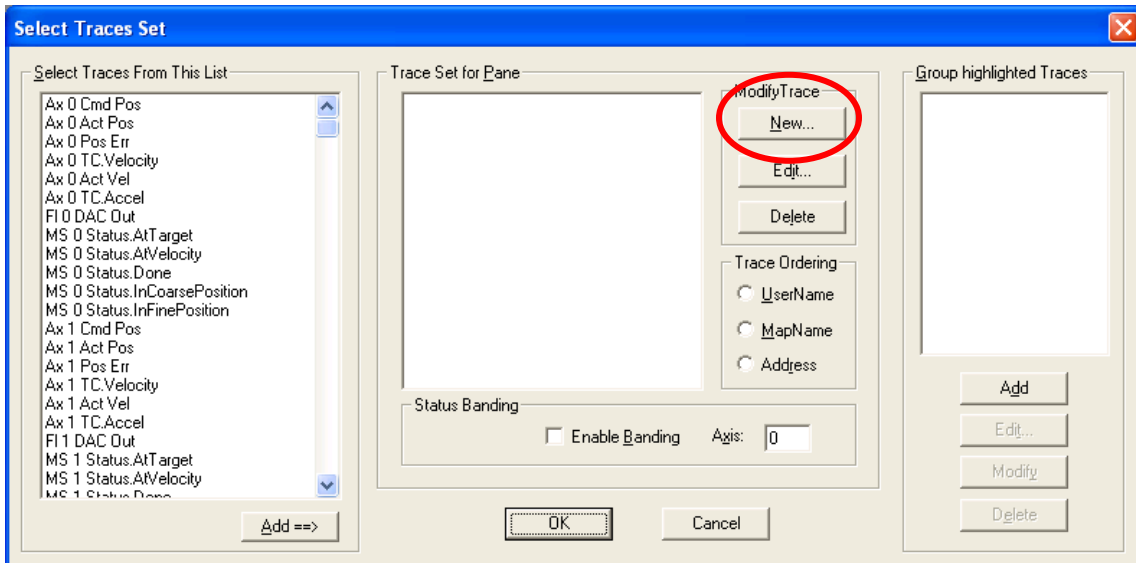 Select Traces Set
Select Traces From This List
Ax 0 Cmd Pos
Ax 0 Act Pos
Ax 0 Pos Err
Ax 0 TC.Velocity
Ax 0 Act Vel
Ax 0 TC.Accel
Fl 0 DAC Out
MS 0 Status.AtTarget
MS 0 Status.AtVelocity
MS 0 Status.Done
MS 0 Status.InCoarsePosition
MS 0 Status.InFinePosition
Ax 1 Cmd Pos
Ax 1 Act Pos
Ax 1 Pos Err
Ax 1 TC.Velocity
Ax 1 Act Vel
Ax 1 TC.Accel
Fl 1 DAC Out
MS 1 Status.AtTarget
MS 1 Status.AtVelocity
MS 1 Status.Done
Add ==>
Trace Set for Pane
ModifyTrace
New...
Edit...
Delete
Trace Ordering
UserName
MapName
Address
Status Banding
Enable Banding
Axis:
0
OK
Cancel
Group highlighted Traces
Add
Edit...
Modify
Delete